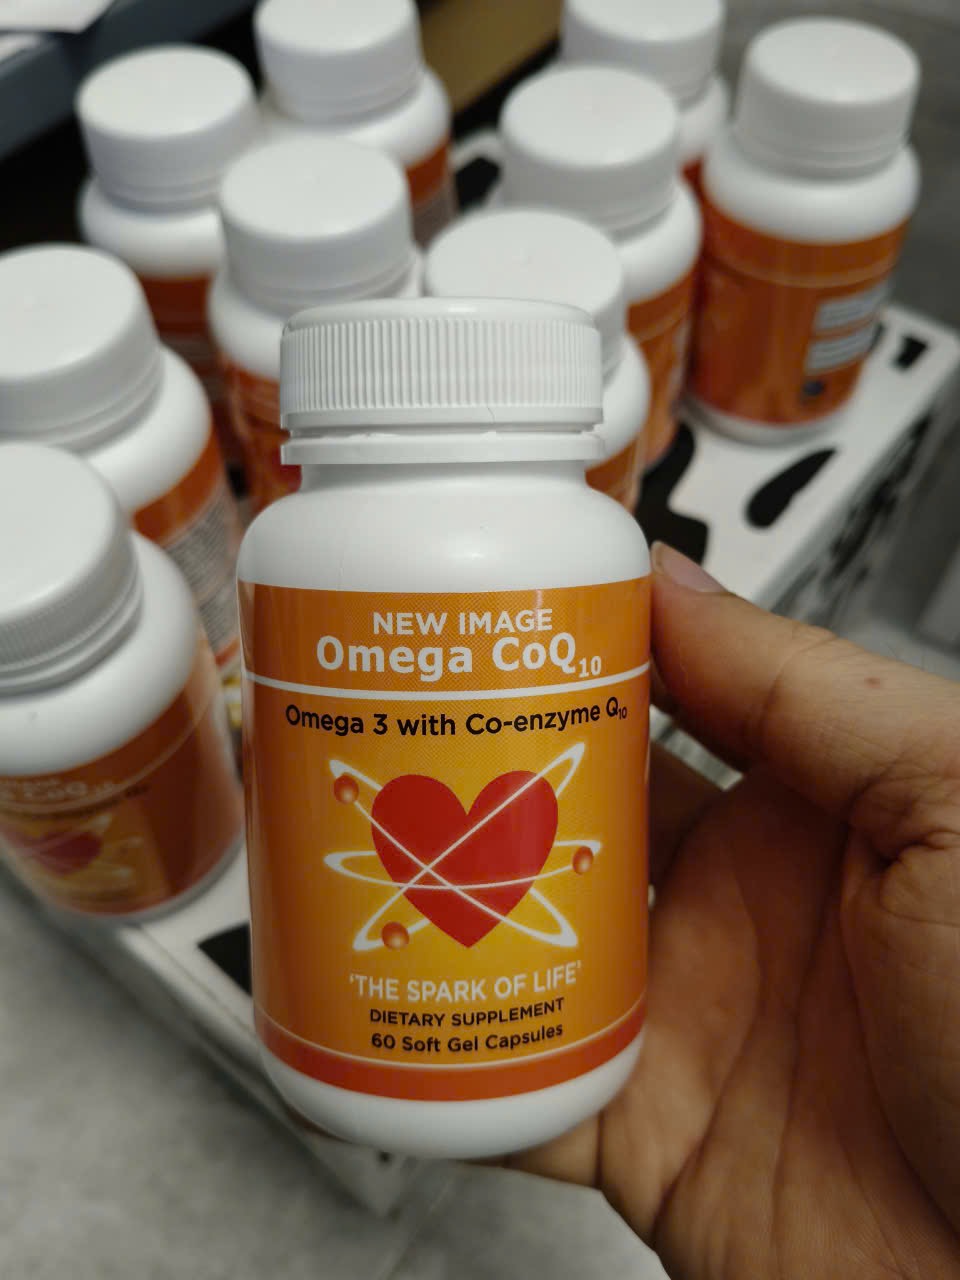 NEW IMAGE
Omega CoQ10
Omega 3 with Co-enzyme Q10
'THE SPARK OF LIFE'
DIETARY SUPPLEMENT
60 Soft Gel Capsules